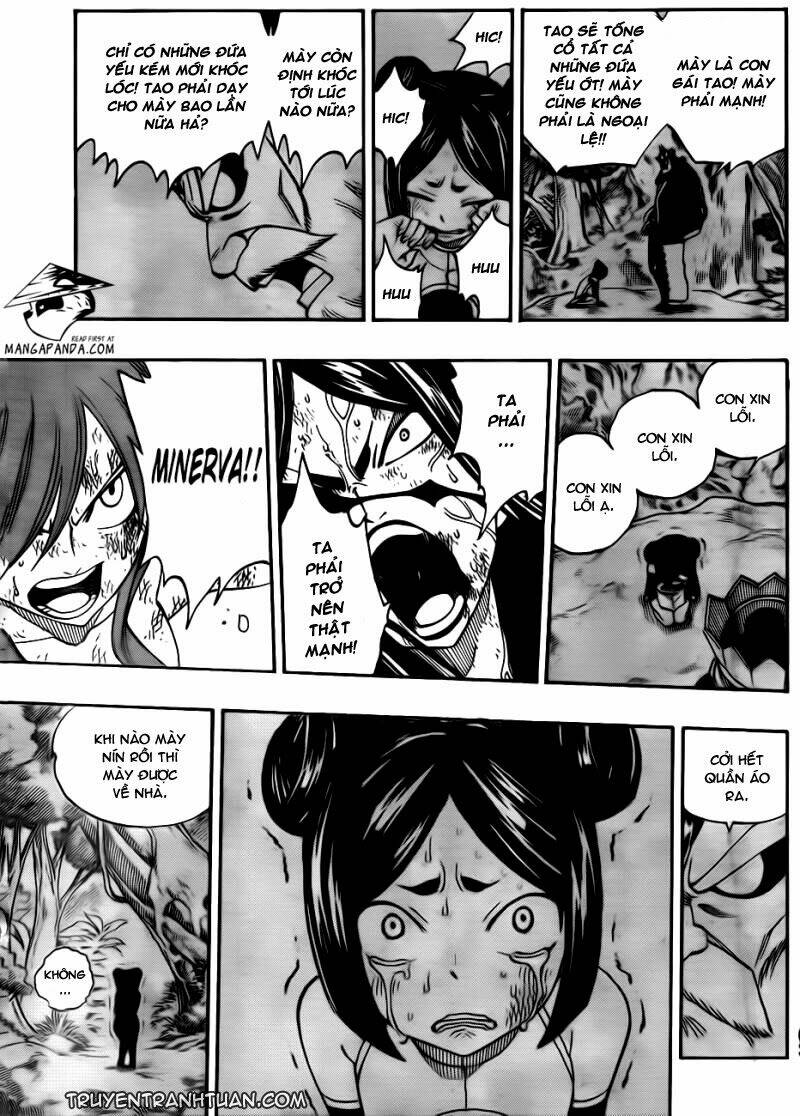 MÀY LÀ CON
GÁI TAO! MÀY
PHẢI MẠNH!
TAO SẼ TỐNG
CỔ TẤT CẢ
NHỮNG ĐỨA
YẾU ỚT! MÀY
CŨNG KHÔNG
PHẢI LÀ NGOẠI
LỆ!!
HIC!
HIC!
HUU
HUU
MÀY CÒN
ĐỊNH KHÓC
TỚI LÚC
NÀO NỮA?
CHỈ CÓ NHỮNG ĐỨA
YẾU KÉM MỚI KHÓC
LÓC! TAO PHẢI DẠY
CHO MÀY BAO LẦN
NỮA HẢ?
READ FIRST AT
MANGAPANDA.COM
CON XIN
LỖI.
CON XIN
LỖI.
CON XIN
LỖI Ạ.
TA
PHẢI
...
TA
PHẢI
TRỞ
NÊN
THẬT
MẠNH!
MINERVA!!
CỞI HẾT
QUẦN ÁO
RA.
KHI NÀO MÀY
NÍN RỒI THÌ
MÀY ĐƯỢC
VỀ NHÀ.
KHÔNG
...
TRUYENTRANHTUAN.COM